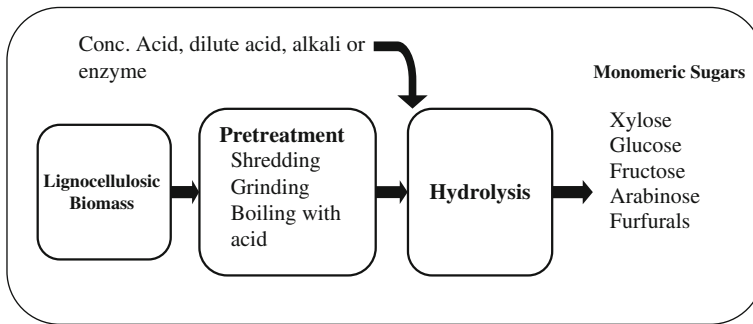 Conc. Acid, dilute acid, alkali or
enzyme
Lignocellulosic
Biomass
Pretreatment
Shredding
Grinding
Boiling with
acid
Hydrolysis
Monomeric Sugars
Xylose
Glucose
Fructose
Arabinose
Furfurals